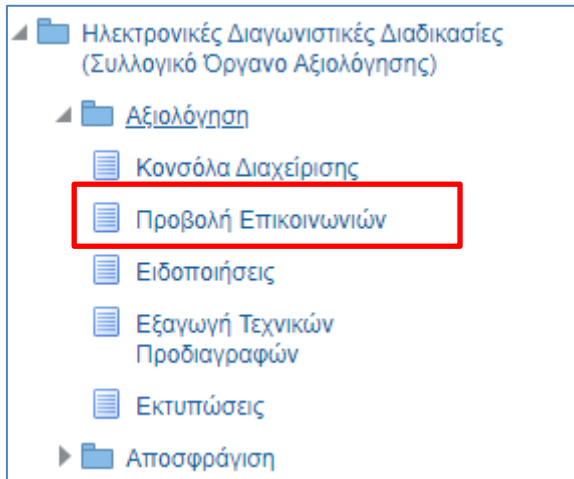 Ηλεκτρονικές Διαγωνιστικές Διαδικασίες
(Συλλογικό Όργανο Αξιολόγησης)
Αξιολόγηση
Κονσόλα Διαχείρισης
Προβολή Επικοινωνιών
Ειδοποιήσεις
Εξαγωγή Τεχνικών
Προδιαγραφών
Εκτυπώσεις
Αποσφράγιση